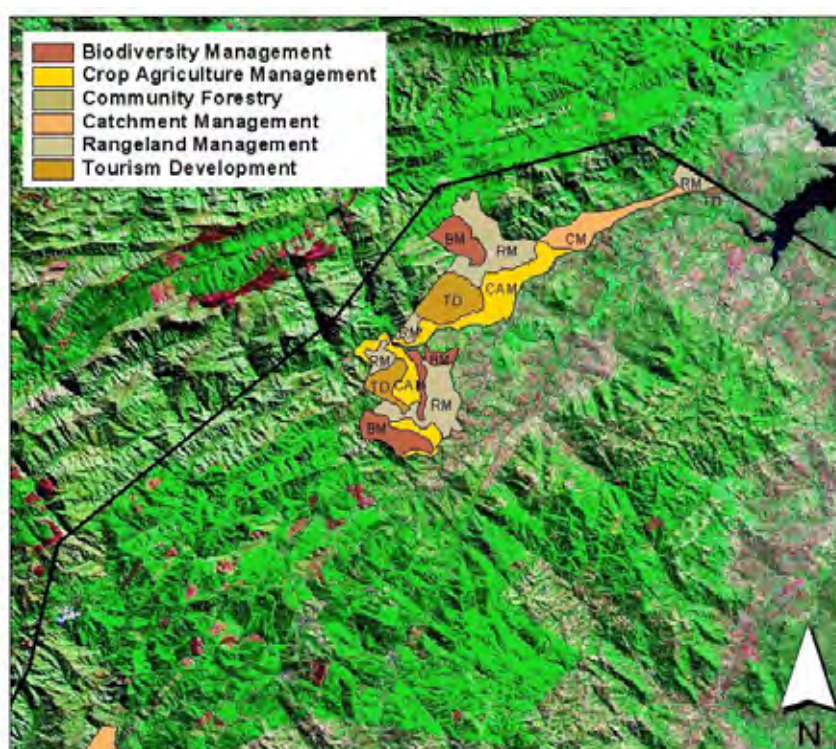 Biodiversity Management
Crop Agriculture Management
Community Forestry
Catchment Management
Rangeland Management
Tourism Development
RM
BM
RM
CM
TD
CAM
RM
RM
BM
TD
CAM
RM
BM
N